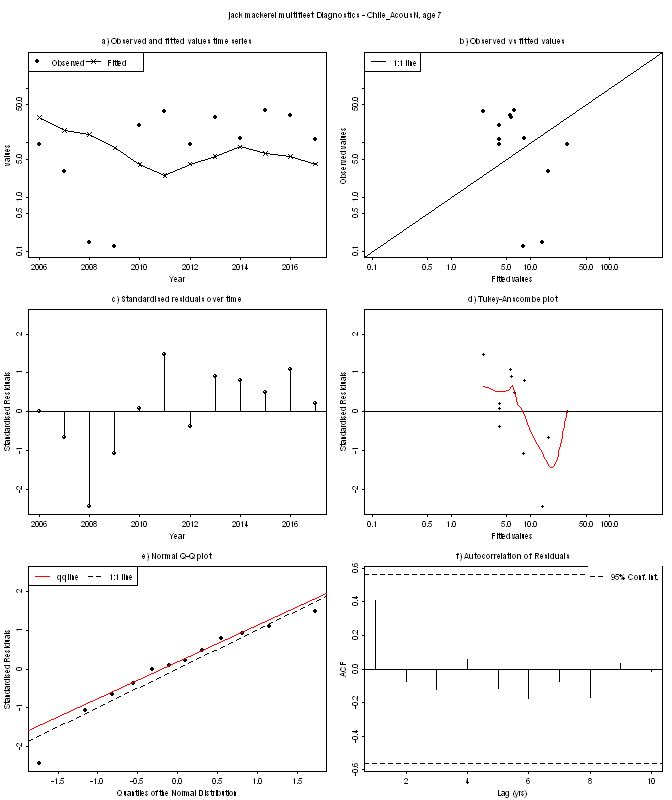 jack mackerel multifleet Diagnostics - Chile_AcousN, age 7
a) Observed and fitted values time series
Observed Fitted
50.0
5.0
1.0
0.5
0.1
values
2006 2008 2010 2012 2014 2016
Year
b) Observed vs fitted values
1:1 line
50.0
5.0
1.0
0.5
0.1
Observed values
0.1 0.5 1.0 5.0 10.0 50.0 100.0
Fitted values
c) Standardised residuals over time
2
1
0
-1
-2
Standardised Residuals
2006 2008 2010 2012 2014 2016
Year
d) Tukey-Anscombe plot
2
1
0
-1
-2
Standardised Residuals
0.1 0.5 1.0 5.0 10.0 50.0 100.0
Fitted values
e) Normal Q-Q plot
qq line 1:1 line
2
1
0
-1
-2
Standardised Residuals
-1.5 -1.0 -0.5 0.0 0.5 1.0 1.5
Quantiles of the Normal Distribution
f) Autocorrelation of Residuals
95% Conf. Int.
0.6
0.4
0.2
0.0
-0.2
-0.4
-0.6
ACF
2 4 6 8 10
Lag (yrs)